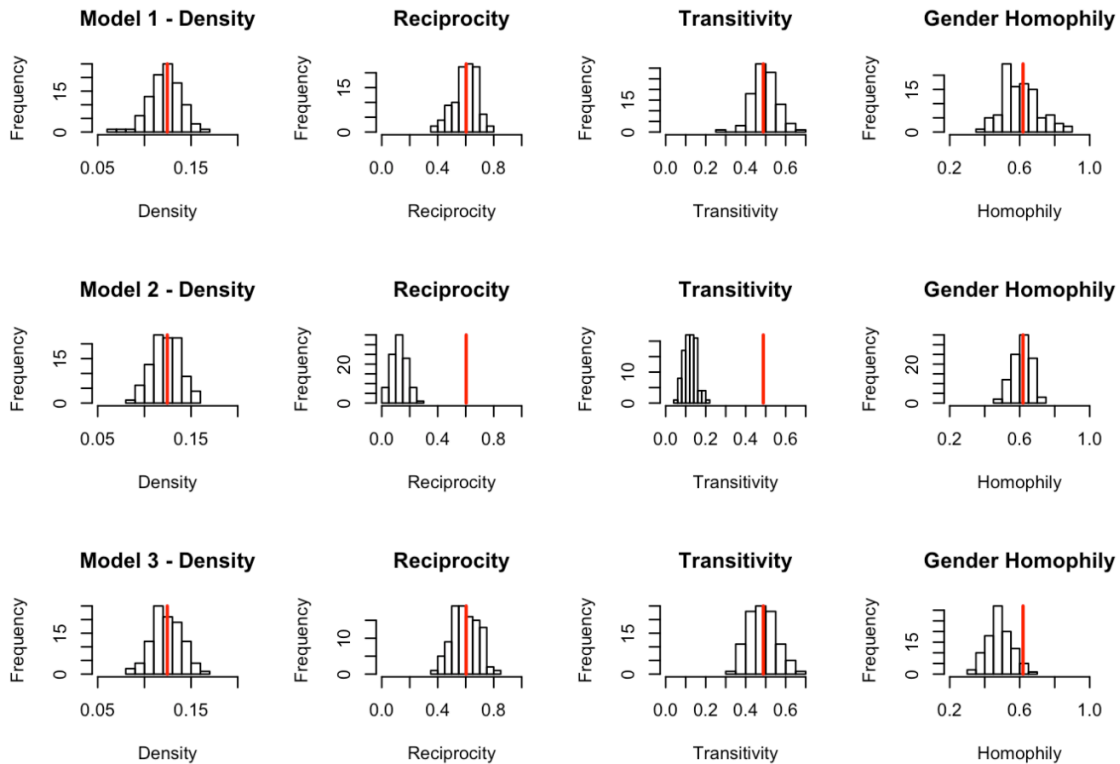 Model 1 - Density Reciprocity Transitivity Gender Homophily
Frequency 0 15 Frequency 0 15 Frequency 0 15 Frequency 0 15
0.05 0.15 0.0 0.4 0.8 0.0 0.2 0.4 0.6 0.2 0.6 1.0
Density Reciprocity Transitivity Homophily
Model 2 - Density Reciprocity Transitivity Gender Homophily
Frequency 0 15 Frequency 0 20 Frequency 0 10 Frequency 0 20
0.05 0.15 0.0 0.4 0.8 0.0 0.2 0.4 0.6 0.2 0.6 1.0
Density Reciprocity Transitivity Homophily
Model 3 - Density Reciprocity Transitivity Gender Homophily
Frequency 0 15 Frequency 0 10 Frequency 0 15 Frequency 0 15
0.05 0.15 0.0 0.4 0.8 0.0 0.2 0.4 0.6 0.2 0.6 1.0
Density Reciprocity Transitivity Homophily